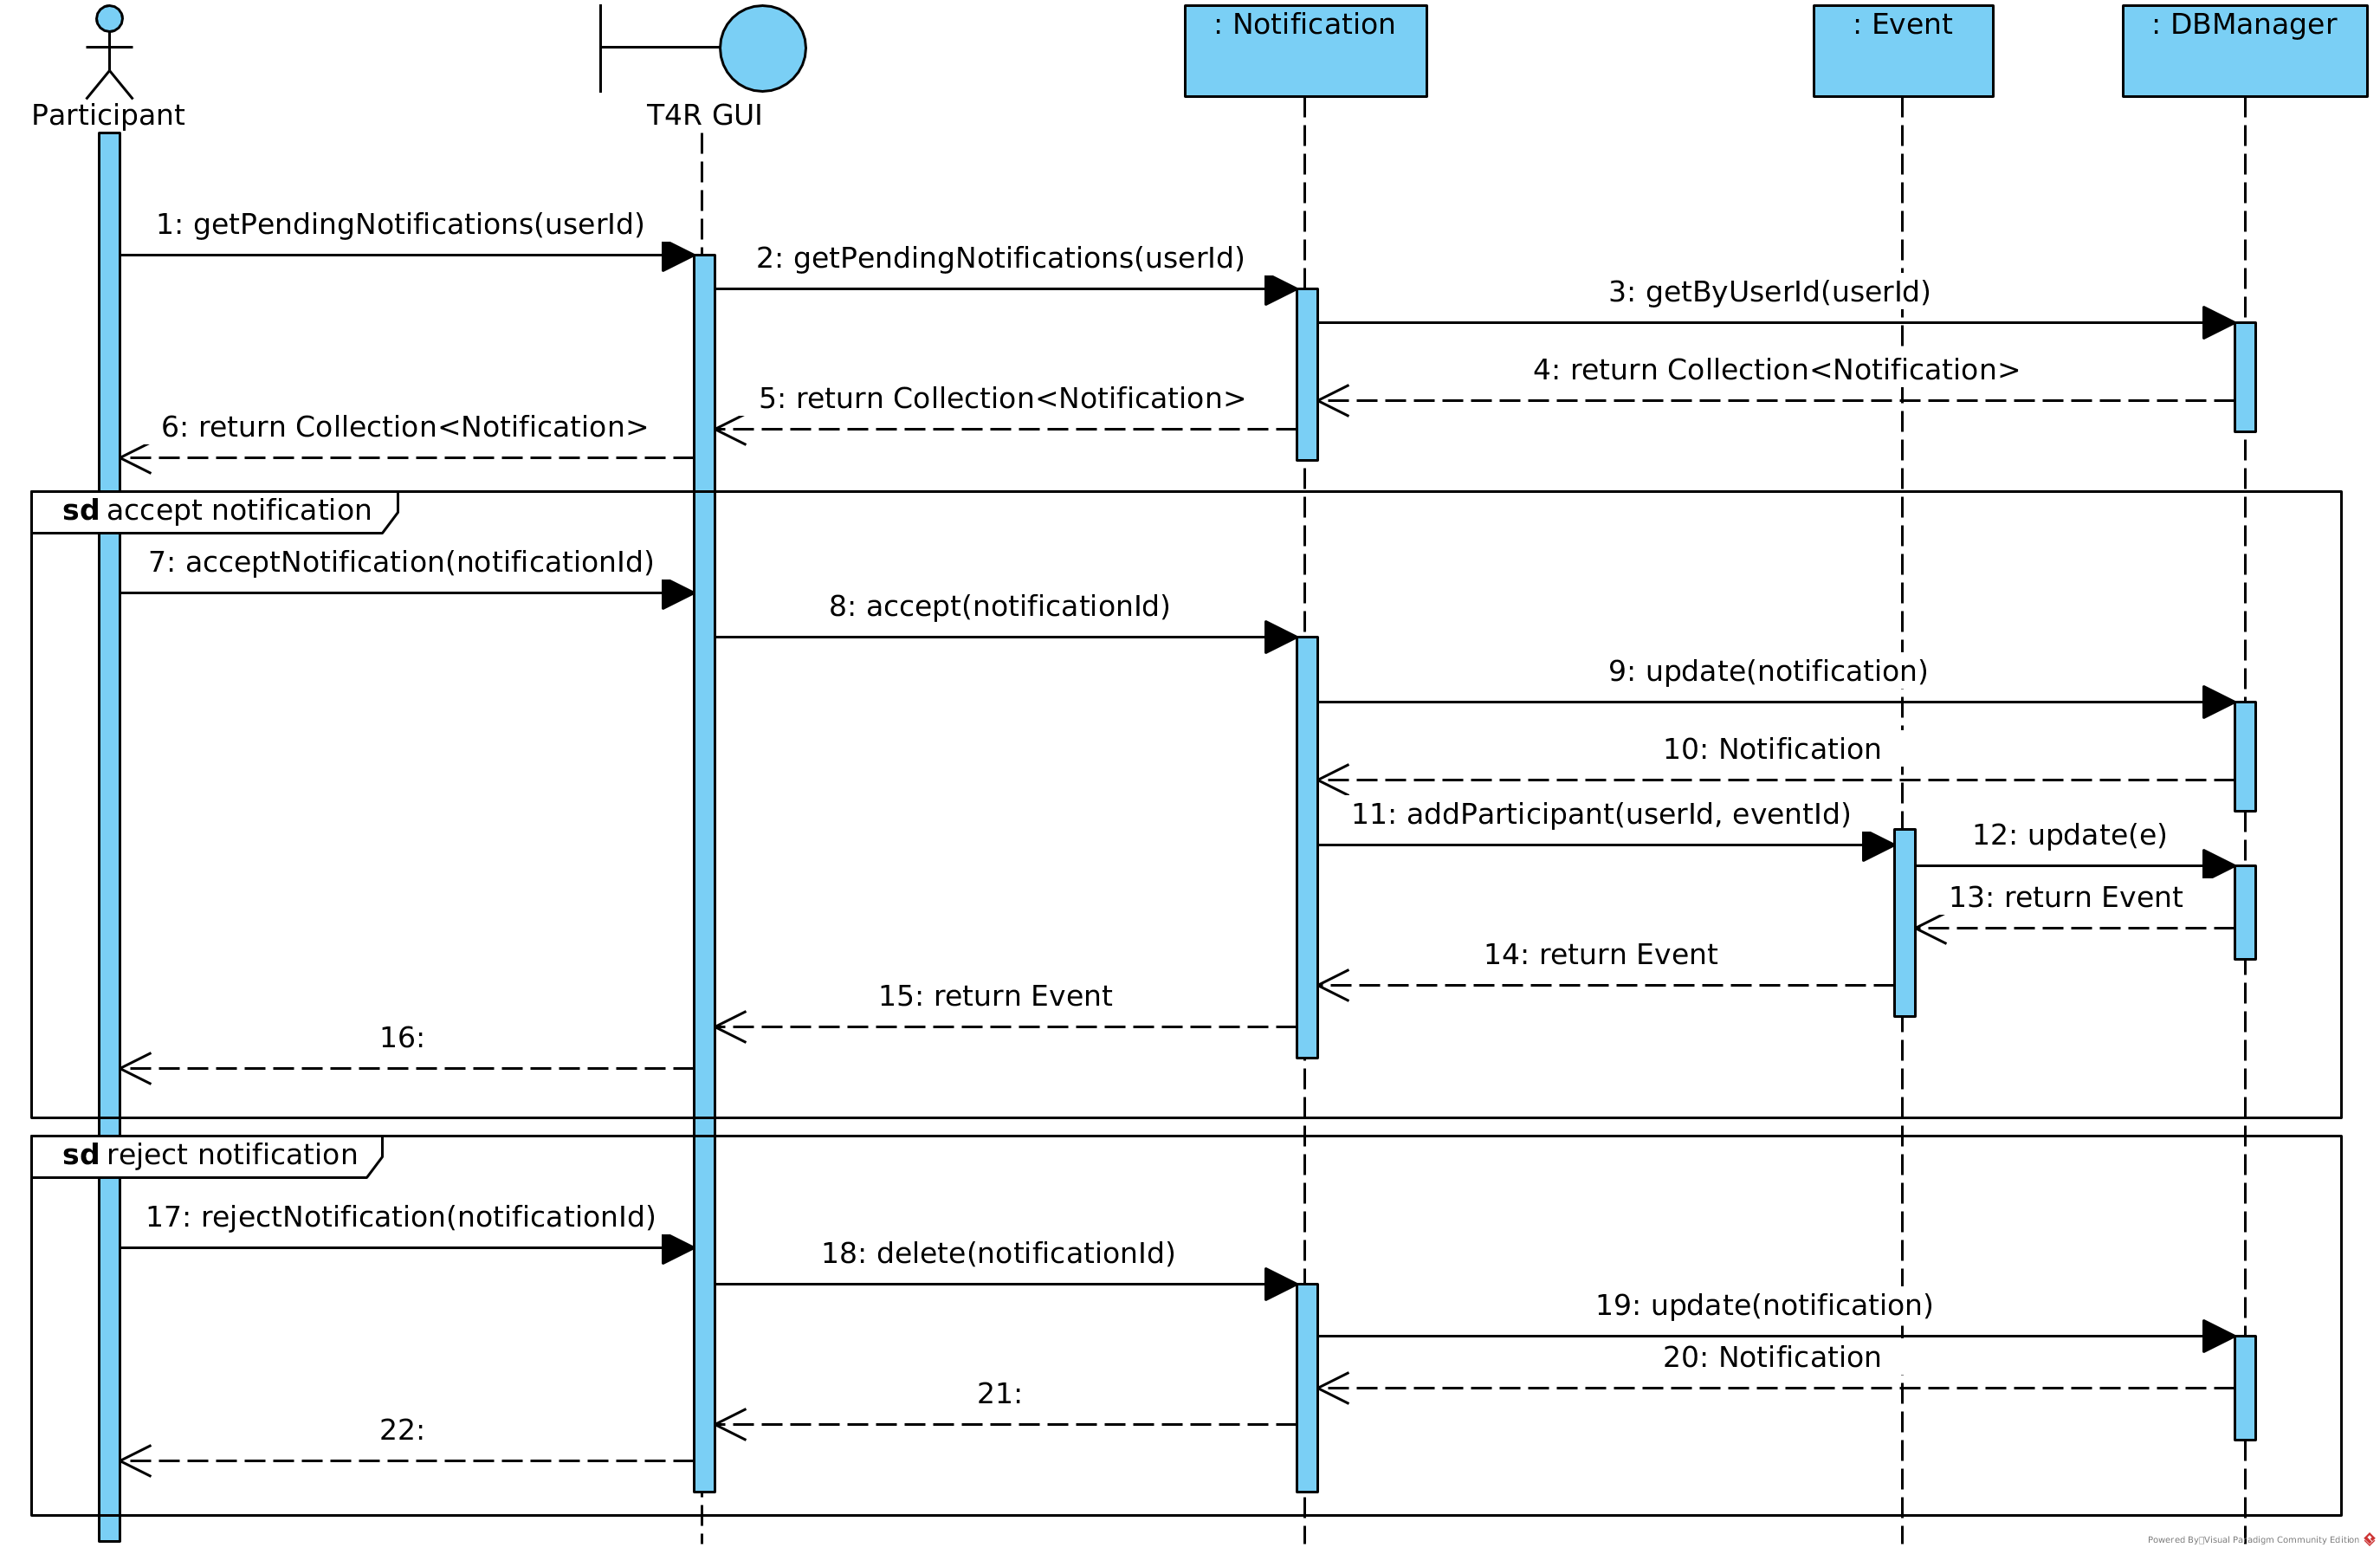 : Notification
: Event
: DBManager
Participant
T4R GUI
1: getPendingNotifications(userId)
2: getPendingNotifications(userId)
3: getByUserId(userId)
4: return Collection<Notification>
5: return Collection<Notification>
6: return Collection<Notification>
sd accept notification
7: acceptNotification(notificationId)
8: accept(notificationId)
9: update(notification)
10: Notification
11: addParticipant(userId, eventId)
12: update(e)
13: return Event
14: return Event
15: return Event
16:
sd reject notification
17: rejectNotification(notificationId)
18: delete(notificationId)
19: update(notification)
20: Notification
21:
22:
Powered By Visual Paradigm Community Edition